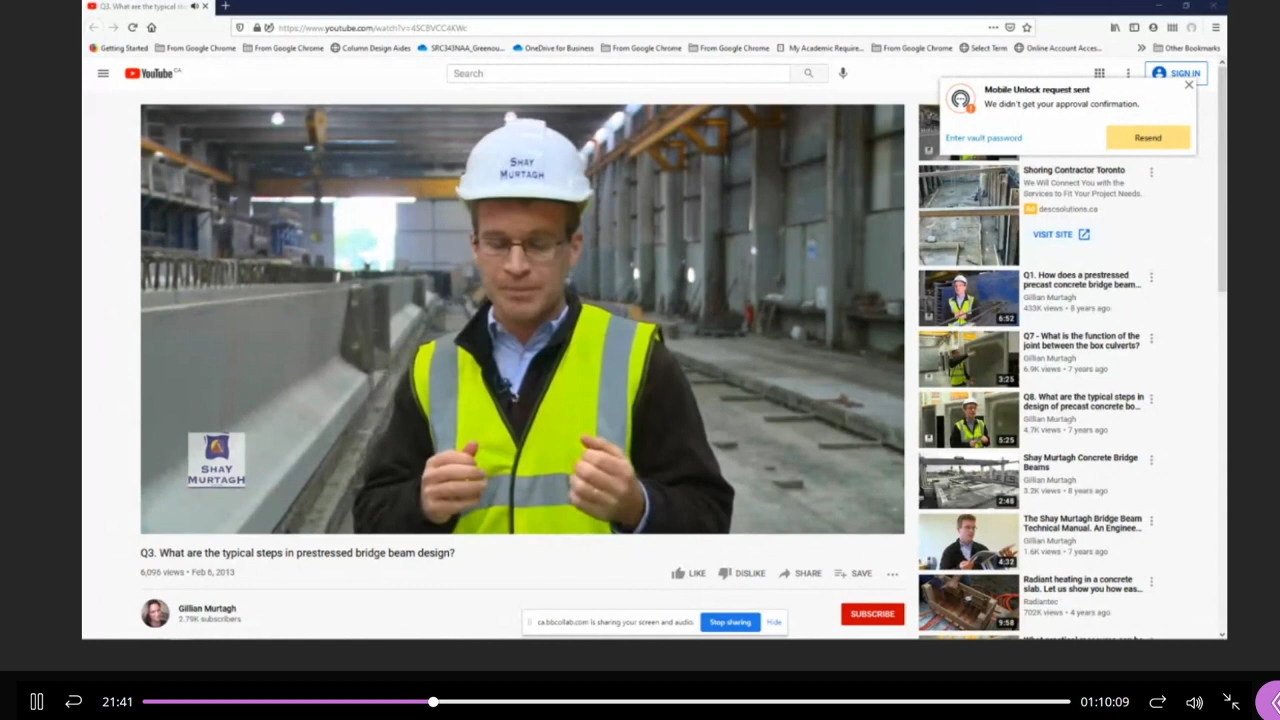 Q3. What are the typical ste
https://www.youtube.com/watch?v=4SCBVCC4KWc
Getting Started
From Google Chrome
From Google Chrome
Column Design Aides
SRC343NAA_Greenou...
OneDrive for Business
From Google Chrome
From Google Chrome
My Academic Require...
From Google Chrome
Select Term
Online Account Acces...
Other Bookmarks
YouTube CA
Search
SIGN IN
Mobile Unlock request sent
We didn't get your approval confirmation.
Enter vault password
Resend
SHAY
MURTAGH
SHAY
MURTAGH
Shoring Contractor Toronto
We Will Connect You with the
Services to Fit Your Project Needs.
Ad descsolutions.ca
VISIT SITE
Q1. How does a prestressed
precast concrete bridge beam...
Gillian Murtagh
433K views • 8 years ago
6:52
Q7 - What is the function of the
joint between the box culverts?
Gillian Murtagh
6.9K views • 7 years ago
3:25
Q8. What are the typical steps in
design of precast concrete bo...
Gillian Murtagh
4.7K views • 7 years ago
5:25
Shay Murtagh Concrete Bridge
Beams
Gillian Murtagh
3.2K views • 8 years ago
2:48
The Shay Murtagh Bridge Beam
Technical Manual. An Enginee...
Gillian Murtagh
1.6K views • 7 years ago
4:32
Radiant heating in a concrete
slab. Let us show you how eas...
Radiantec
702K views • 4 years ago
9:58
Q3. What are the typical steps in prestressed bridge beam design?
6,096 views • Feb 6, 2013
LIKE
DISLIKE
SHARE
SAVE
Gillian Murtagh
2.79K subscribers
ca.bbcollab.com is sharing your screen and audio.
Stop sharing
Hide
SUBSCRIBE
21:41
01:10:09